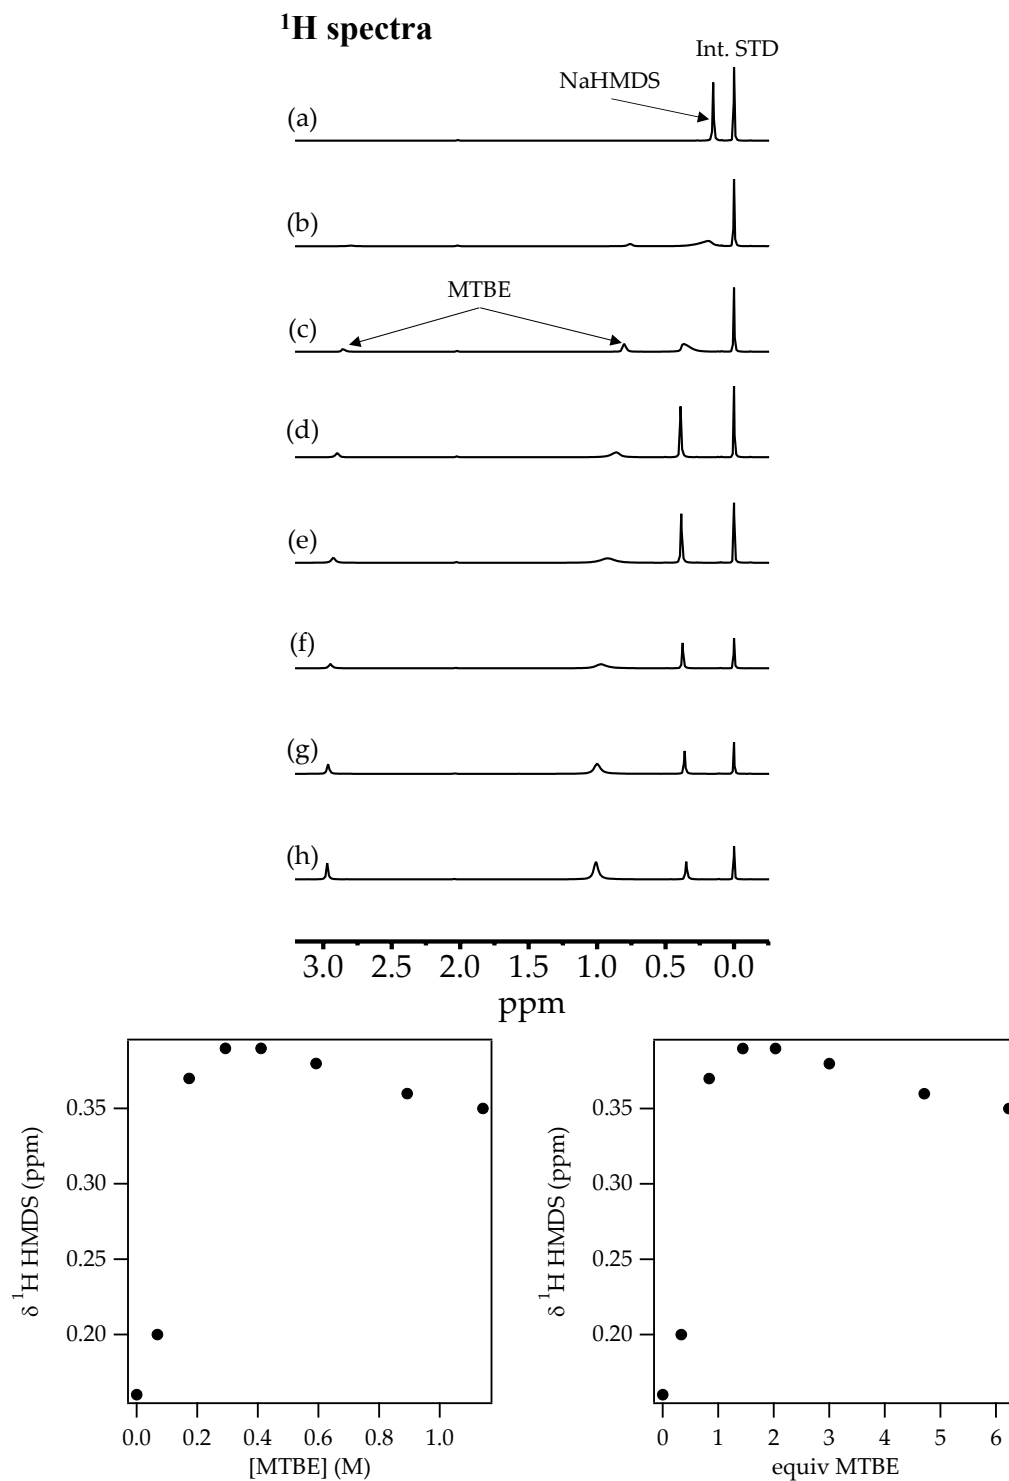 ¹H spectra
Int. STD
NaHMDS
(a)
(b)
MTBE
(c)
(d)
(e)
(f)
(g)
(h)
3.0 2.5 2.0 1.5 1.0 0.5 0.0
ppm
δ ¹H HMDS (ppm)
0.35
0.30
0.25
0.20
0.0 0.2 0.4 0.6 0.8 1.0
[MTBE] (M)
δ ¹H HMDS (ppm)
0.35
0.30
0.25
0.20
0 1 2 3 4 5 6
equiv MTBE